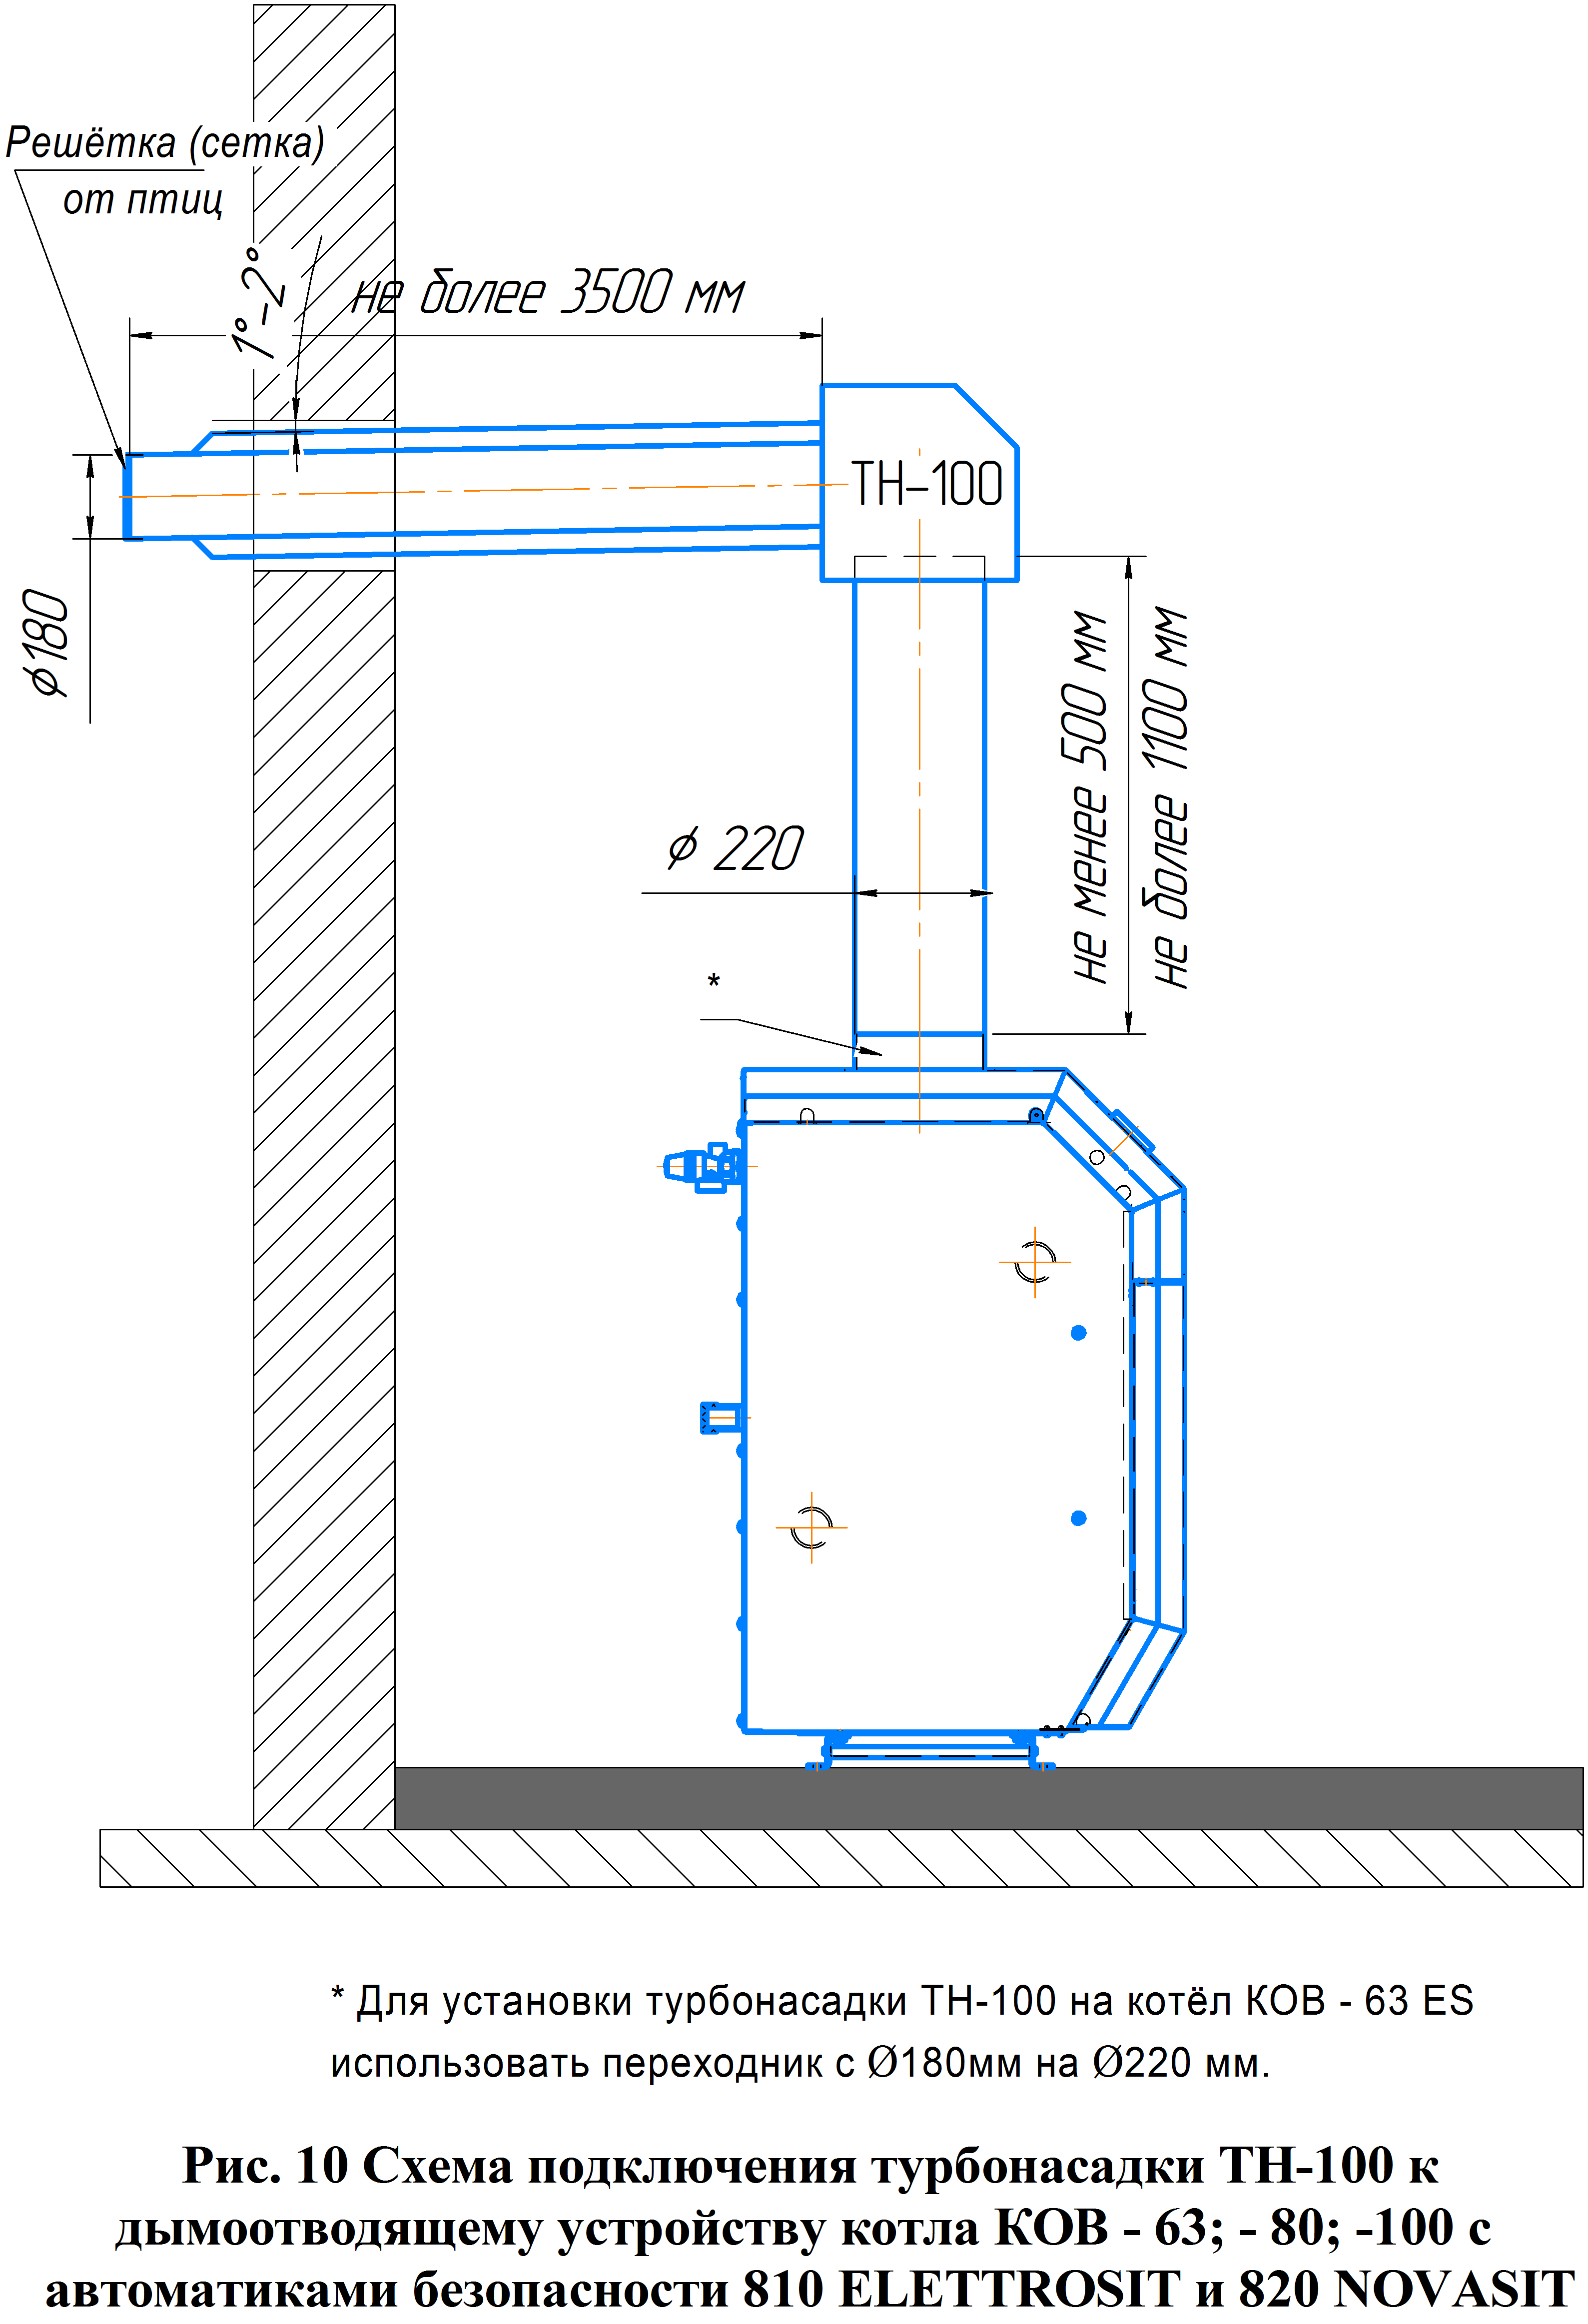 Решётка (сетка)
от птиц
1°-2°
не более 3500 мм
ТН-100
ϕ180
не менее 500 мм
не более 1100 мм
ϕ 220
*
* Для установки турбонасадки ТН-100 на котёл КОВ - 63 ES
использовать переходник с Ø180мм на Ø220 мм.
Рис. 10 Схема подключения турбонасадки ТН-100 к
дымоотводящему устройству котла КОВ - 63; - 80; -100 с
автоматиками безопасности 810 ELETTROSIT и 820 NOVASIT